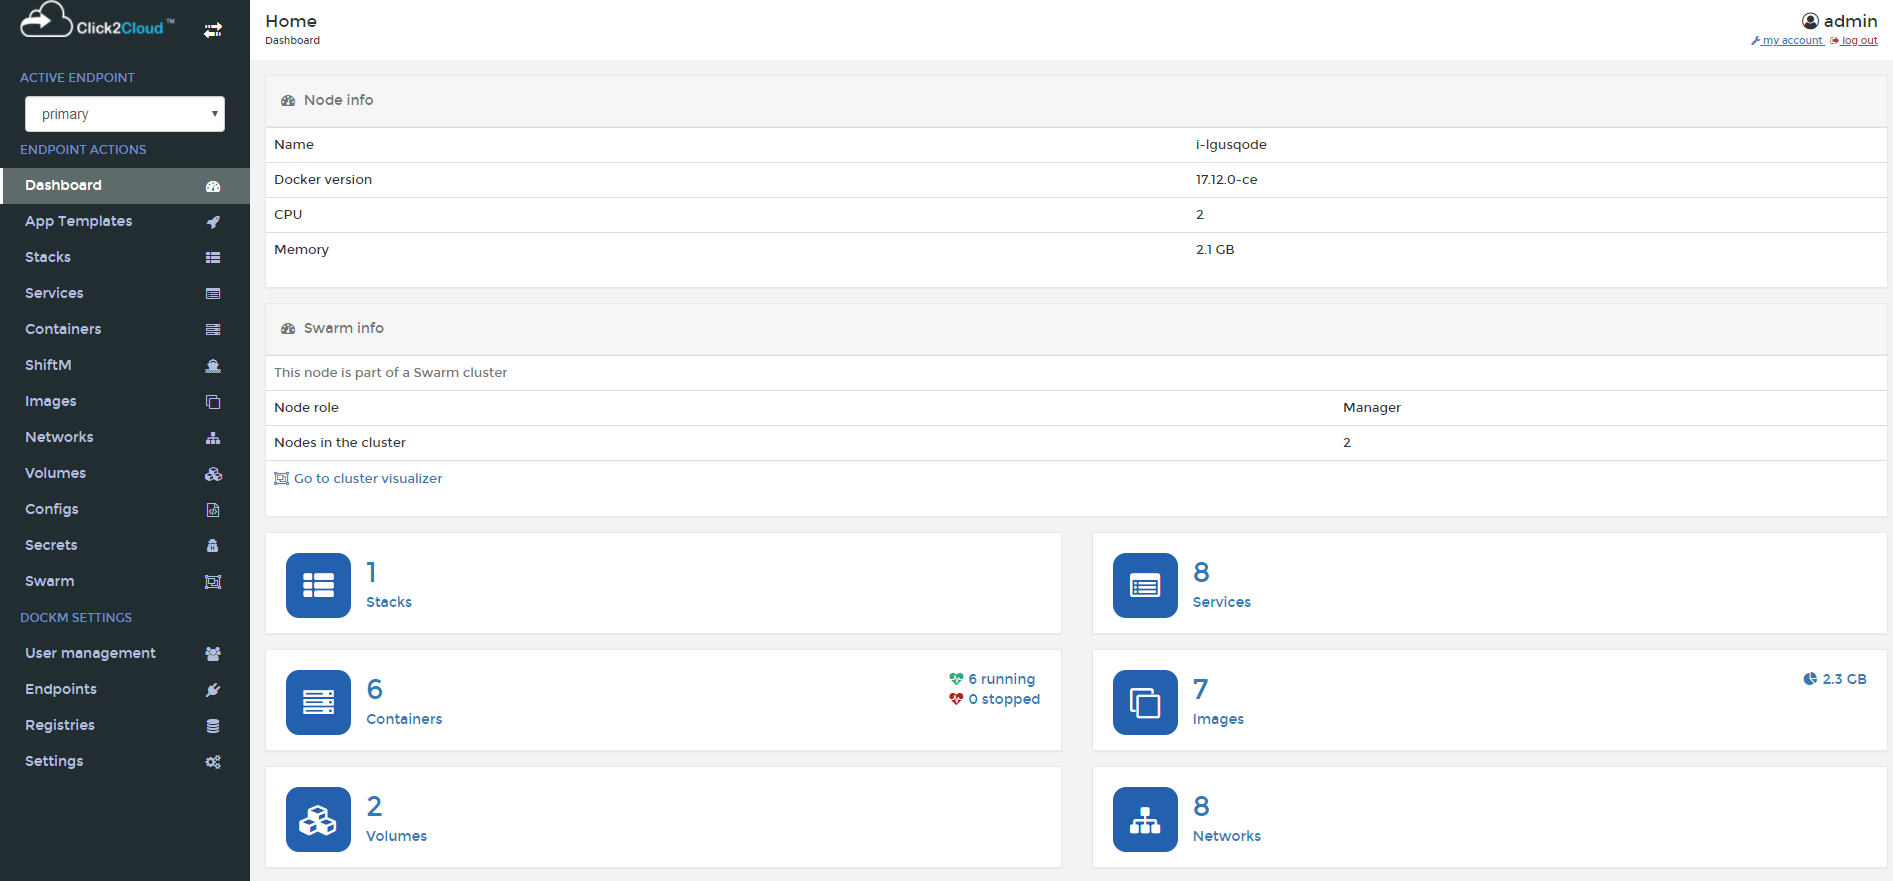 Click2Cloud™
ACTIVE ENDPOINT
primary
ENDPOINT ACTIONS
Dashboard
App Templates
Stacks
Services
Containers
ShiftM
Images
Networks
Volumes
Configs
Secrets
Swarm
DOCKM SETTINGS
User management
Endpoints
Registries
Settings
Home
Dashboard
admin
my account log out
Node info
Name i-lgusqode
Docker version 17.12.0-ce
CPU 2
Memory 2.1 GB
Swarm info
This node is part of a Swarm cluster
Node role Manager
Nodes in the cluster 2
Go to cluster visualizer
1
Stacks
8
Services
6
Containers
6 running
0 stopped
7
Images
2.3 GB
2
Volumes
8
Networks